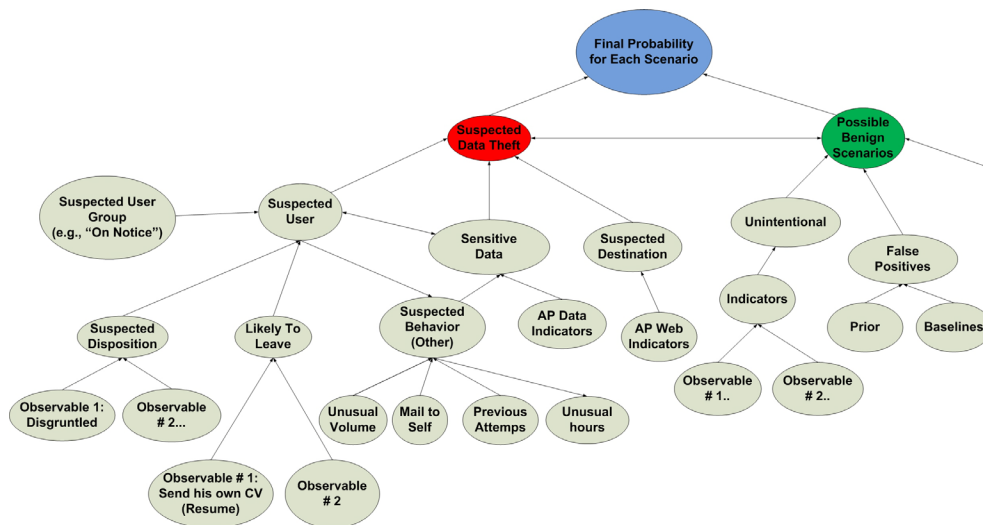 Final Probability
for Each Scenario
Suspected
Data Theft
Possible
Benign
Scenarios
Suspected User
Group
(e.g., “On Notice”)
Suspected
User
Sensitive
Data
Suspected
Destination
Unintentional
False
Positives
Suspected
Disposition
Likely To
Leave
Suspected
Behavior
(Other)
AP Data
Indicators
AP Web
Indicators
Indicators
Prior
Baselines
Observable 1:
Disgruntled
Observable
# 2...
Unusual
Volume
Mail to
Self
Previous
Attemps
Unusual
hours
Observable
# 1..
Observable
# 2..
Observable # 1:
Send his own CV
(Resume)
Observable
# 2